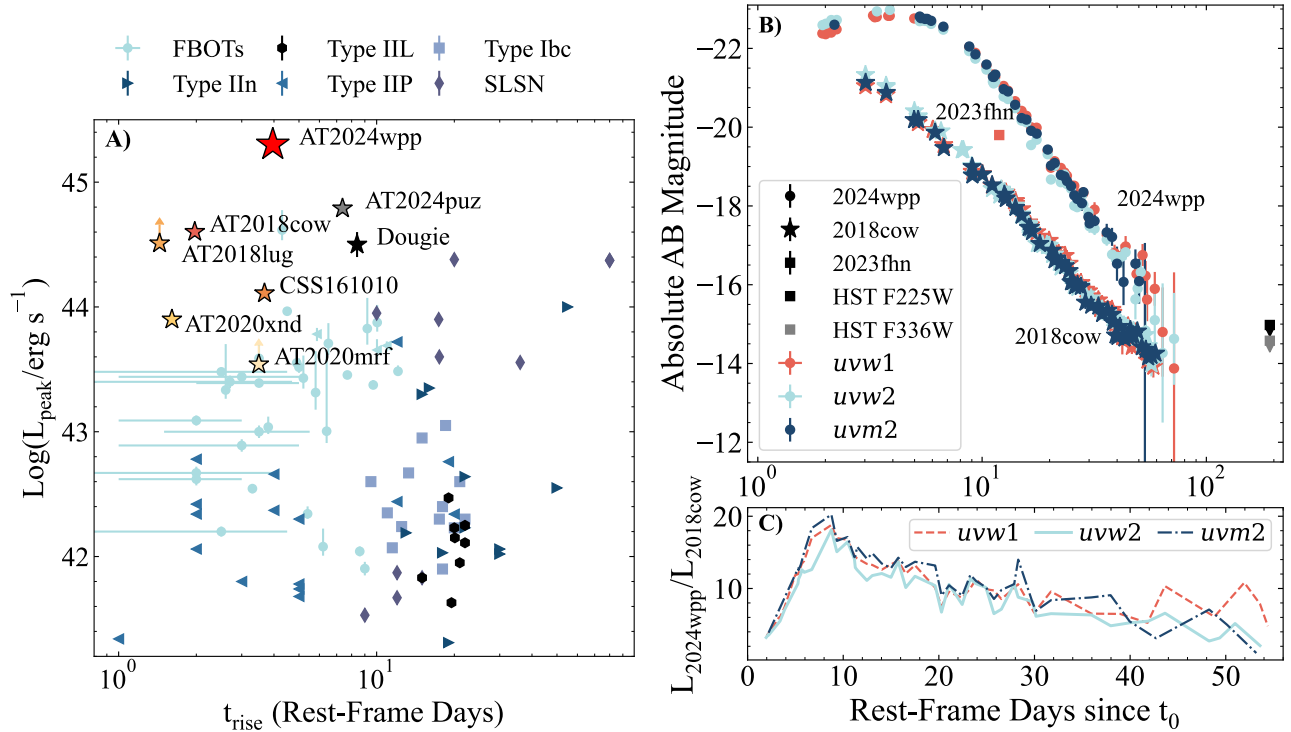 FBOTs Type IIL Type Ibc
Type IIn Type IIP SLSN
A)
AT2024wpp
AT2024puz
AT2018cow
AT2018lug
Dougie
CSS161010
AT2020xnd
AT2020mrf
45
44
43
42
Log(L_peak/erg s⁻¹)
10⁰ 10¹
t_rise (Rest-Frame Days)
B)
−22
−20
−18
−16
−14
−12
Absolute AB Magnitude
2023fhn
2024wpp
2018cow
2024wpp
2018cow
2023fhn
HST F225W
HST F336W
uvw1
uvw2
uvm2
10⁰ 10¹ 10²
C)
uvw1 uvw2 uvm2
20
10
L_2024wpp/L_2018cow
0 10 20 30 40 50
Rest-Frame Days since t₀